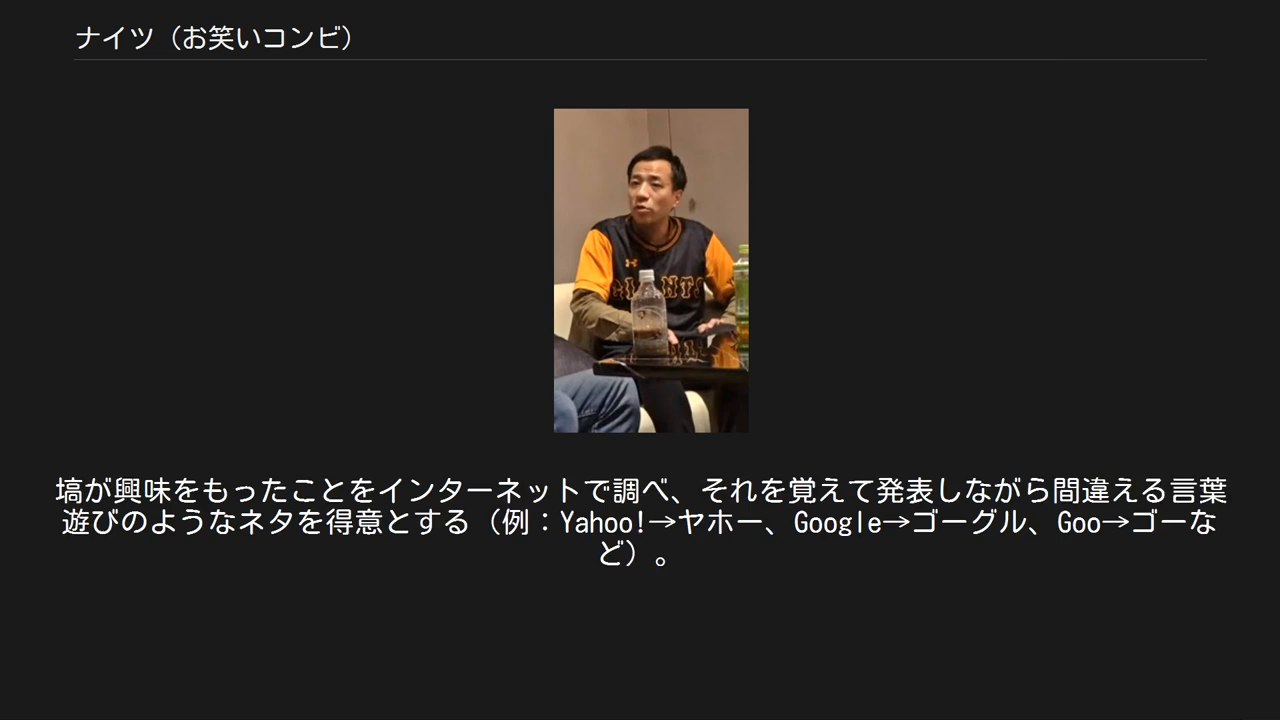 ナイツ（お笑いコンビ）
GIANTS
塙が興味をもったことをインターネットで調べ、それを覚えて発表しながら間違える言葉
遊びのようなネタを得意とする（例：Yahoo!→ヤホー、Google→ゴーグル、Goo→ゴーな
ど）。